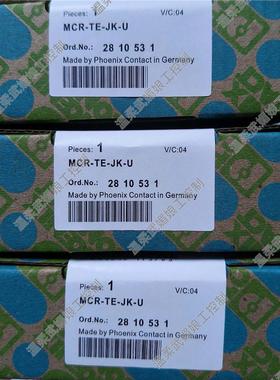 Pieces: 1 V/C:04
MCR-TE-JK-U
Ord.No.: 28 10 53 1
Made by Phoenix Contact in Germany
Pieces: 1 V/C:04
MCR-TE-JK-U
Ord.No.: 28 10 53 1
Made by Phoenix Contact in Germany
Pieces: 1 V/C:04
MCR-TE-JK-U
Ord.No.: 28 10 53 1
Made by Phoenix Contact in Germany